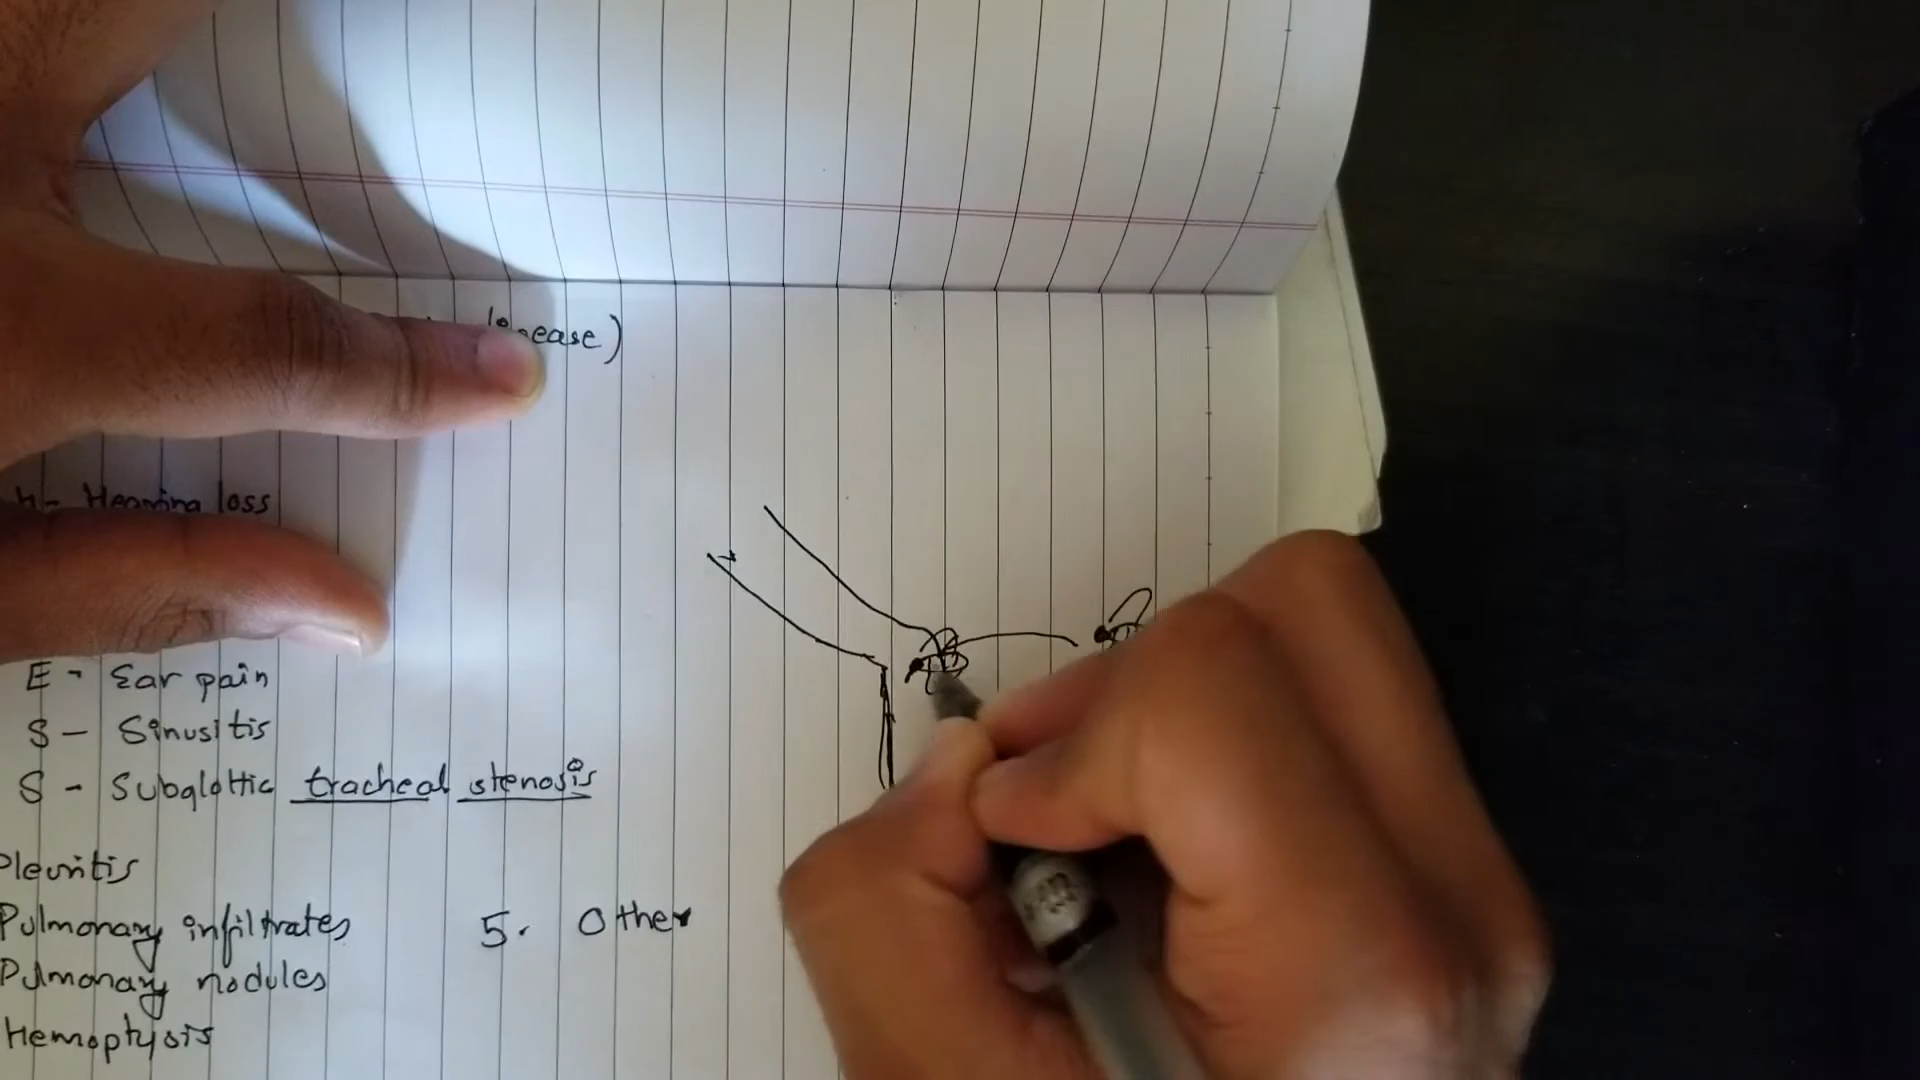 ease)
H - Hearing loss
E - Ear pain
S - Sinusitis
S - Subglottic tracheal stenosis
Pleuritis
Pulmonary infiltrates
5. Other
Pulmonary nodules
Hemoptysis